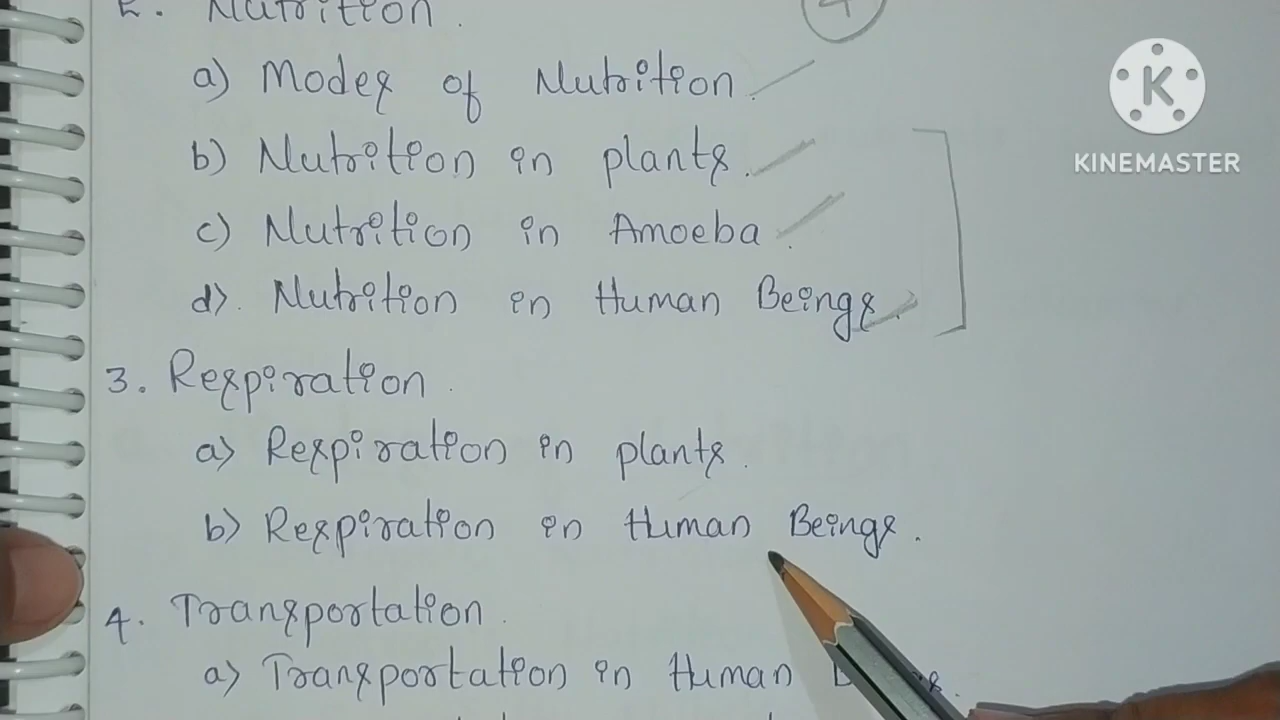 2. Nutrition.
a) Modes of Nutrition.
b) Nutrition in plants.
c) Nutrition in Amoeba.
d). Nutrition in Human Beings.
3. Respiration.
a) Respiration in plants.
b) Respiration in Human Beings.
4. Transportation.
a) Transportation in Human
K
KINEMASTER